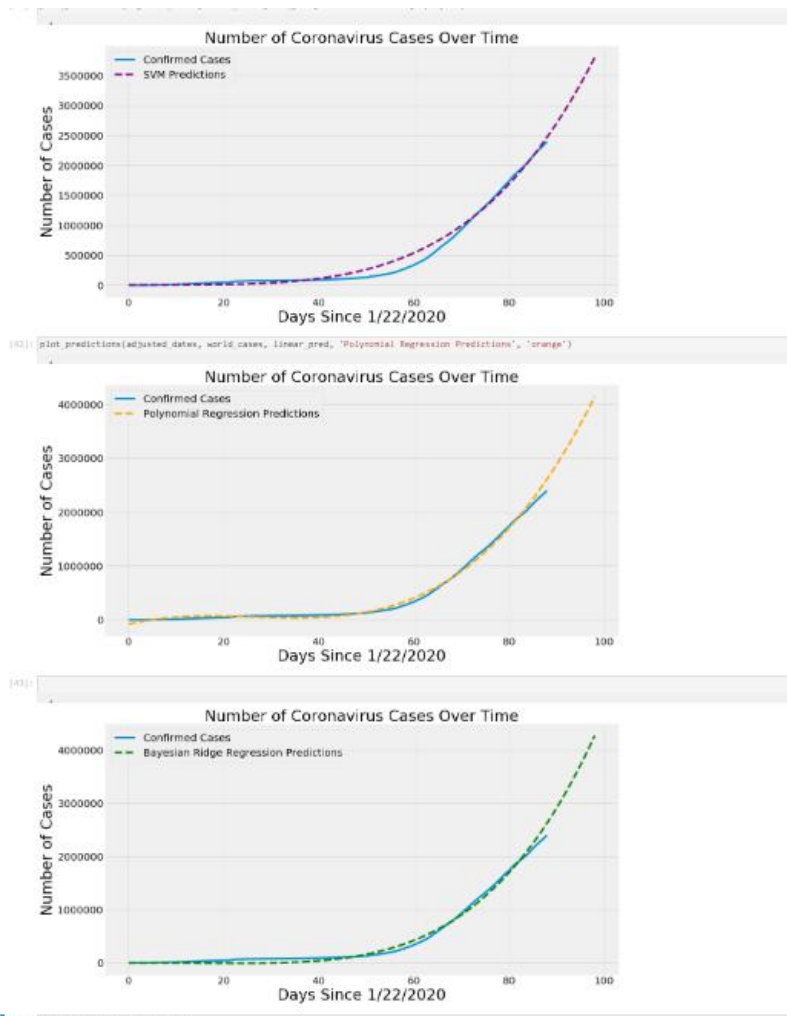 Number of Coronavirus Cases Over Time
Confirmed Cases
SVM Predictions
3500000
3000000
2500000
2000000
1500000
1000000
500000
0
Number of Cases
0 20 40 60 80 100
Days Since 1/22/2020
[42]: plot_predictions(adjusted_dates, world_cases, linear_pred, 'Polynomial Regression Predictions', 'orange')
Number of Coronavirus Cases Over Time
Confirmed Cases
Polynomial Regression Predictions
4000000
3000000
2000000
1000000
0
Number of Cases
0 20 40 60 80 100
Days Since 1/22/2020
Number of Coronavirus Cases Over Time
Confirmed Cases
Bayesian Ridge Regression Predictions
4000000
3000000
2000000
1000000
0
Number of Cases
0 20 40 60 80 100
Days Since 1/22/2020